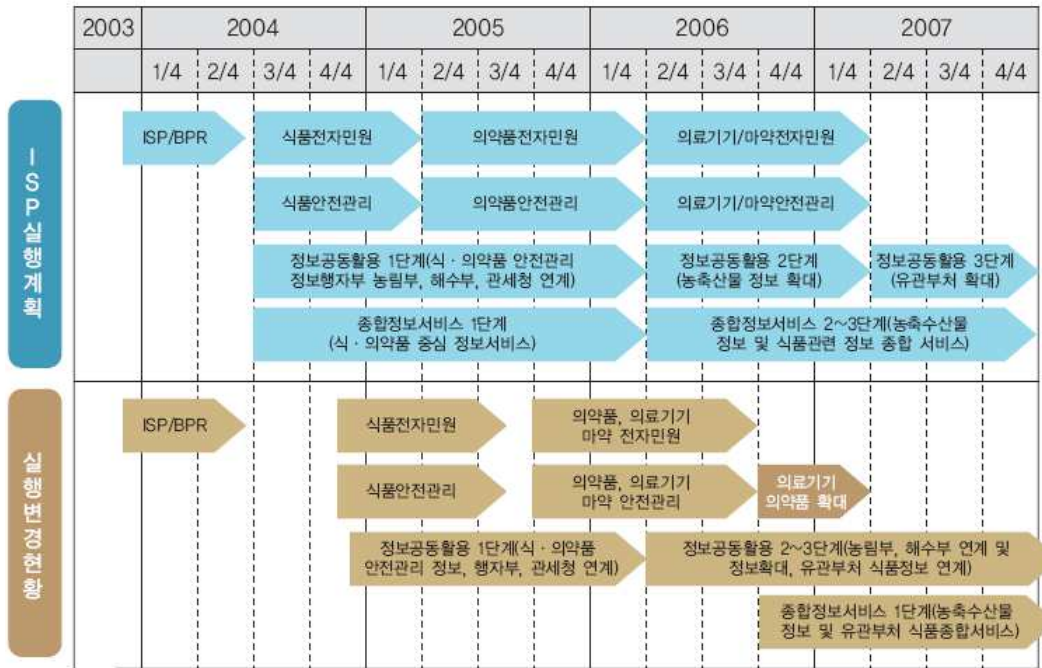 2003 2004 2005 2006 2007
1/4 2/4 3/4 4/4 1/4 2/4 3/4 4/4 1/4 2/4 3/4 4/4 1/4 2/4 3/4 4/4
ISP실행계획
ISP/BPR 식품전자민원 의약품전자민원 의료기기/마약전자민원
식품안전관리 의약품안전관리 의료기기/마약안전관리
정보공동활용 1단계(식·의약품 안전관리
정보행자부 농림부, 해수부, 관세청 연계)
정보공동활용 2단계
(농축산물 정보 확대)
정보공동활용 3단계
(유관부처 확대)
종합정보서비스 1단계
(식·의약품 중심 정보서비스)
종합정보서비스 2~3단계(농축수산물
정보 및 식품관련 정보 종합 서비스)
실행변경현황
ISP/BPR 식품전자민원
의약품, 의료기기
마약 전자민원
식품안전관리
의약품, 의료기기
마약 안전관리
의료기기
의약품 확대
정보공동활용 1단계(식·의약품
안전관리 정보, 행자부, 관세청 연계)
정보공동활용 2~3단계(농림부, 해수부 연계 및
정보확대, 유관부처 식품정보 연계)
종합정보서비스 1단계(농축수산물
정보 및 유관부처 식품종합서비스)